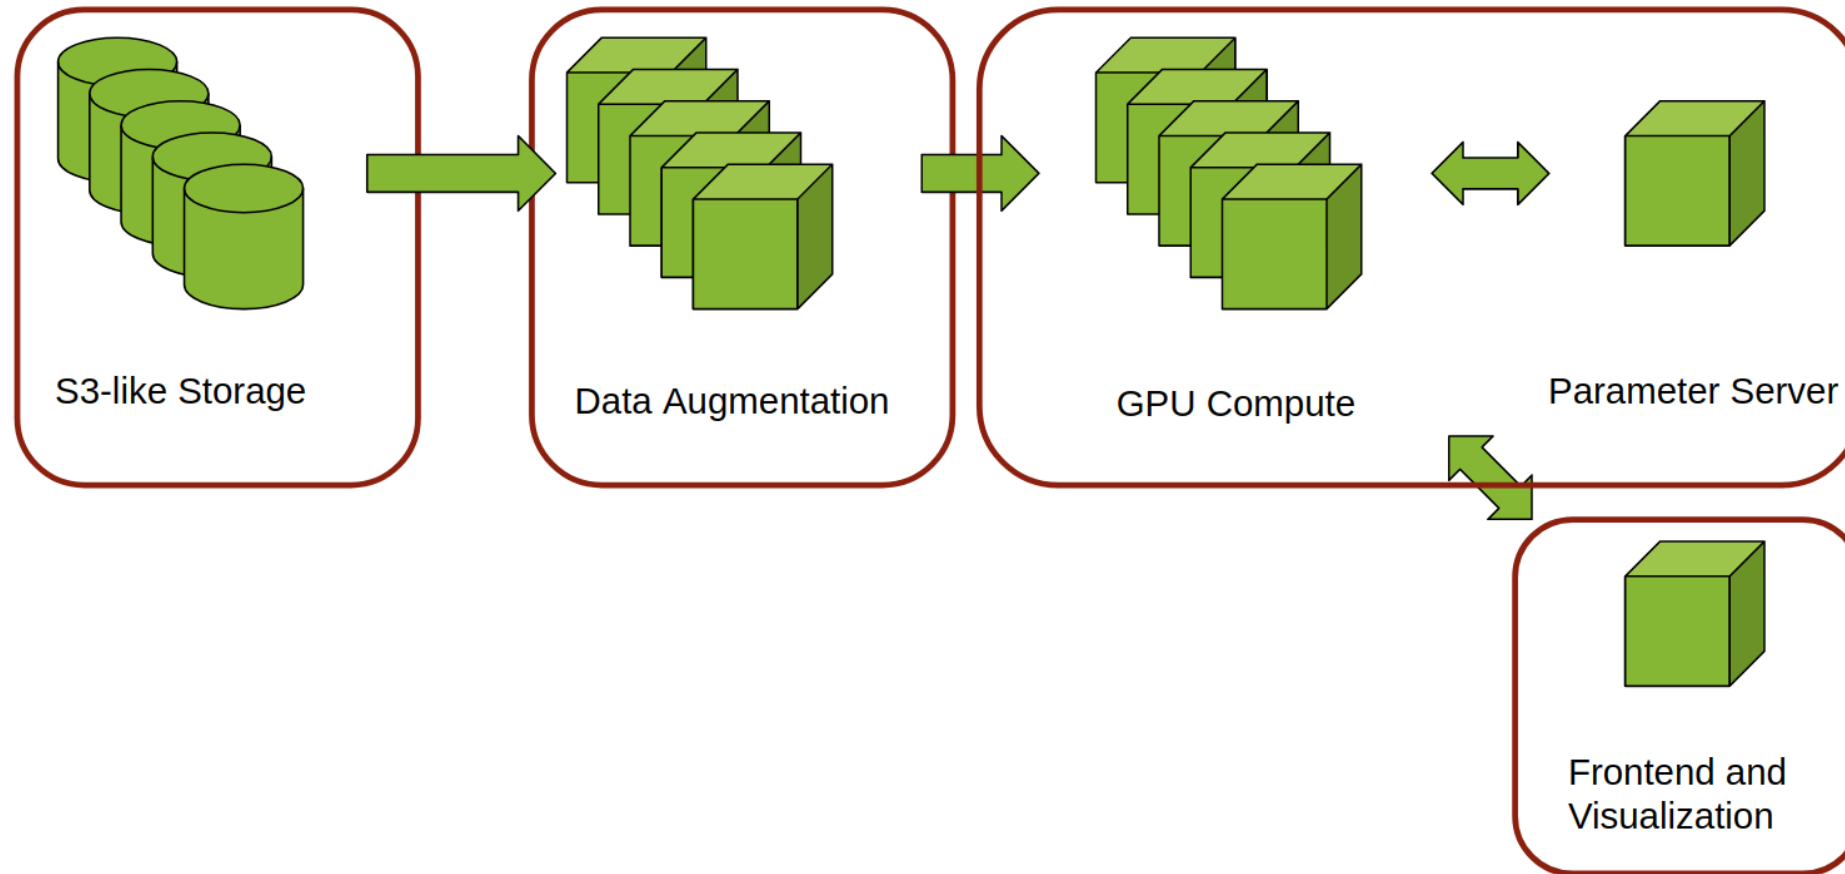 S3-like Storage
Data Augmentation
GPU Compute
Parameter Server
Frontend and
Visualization